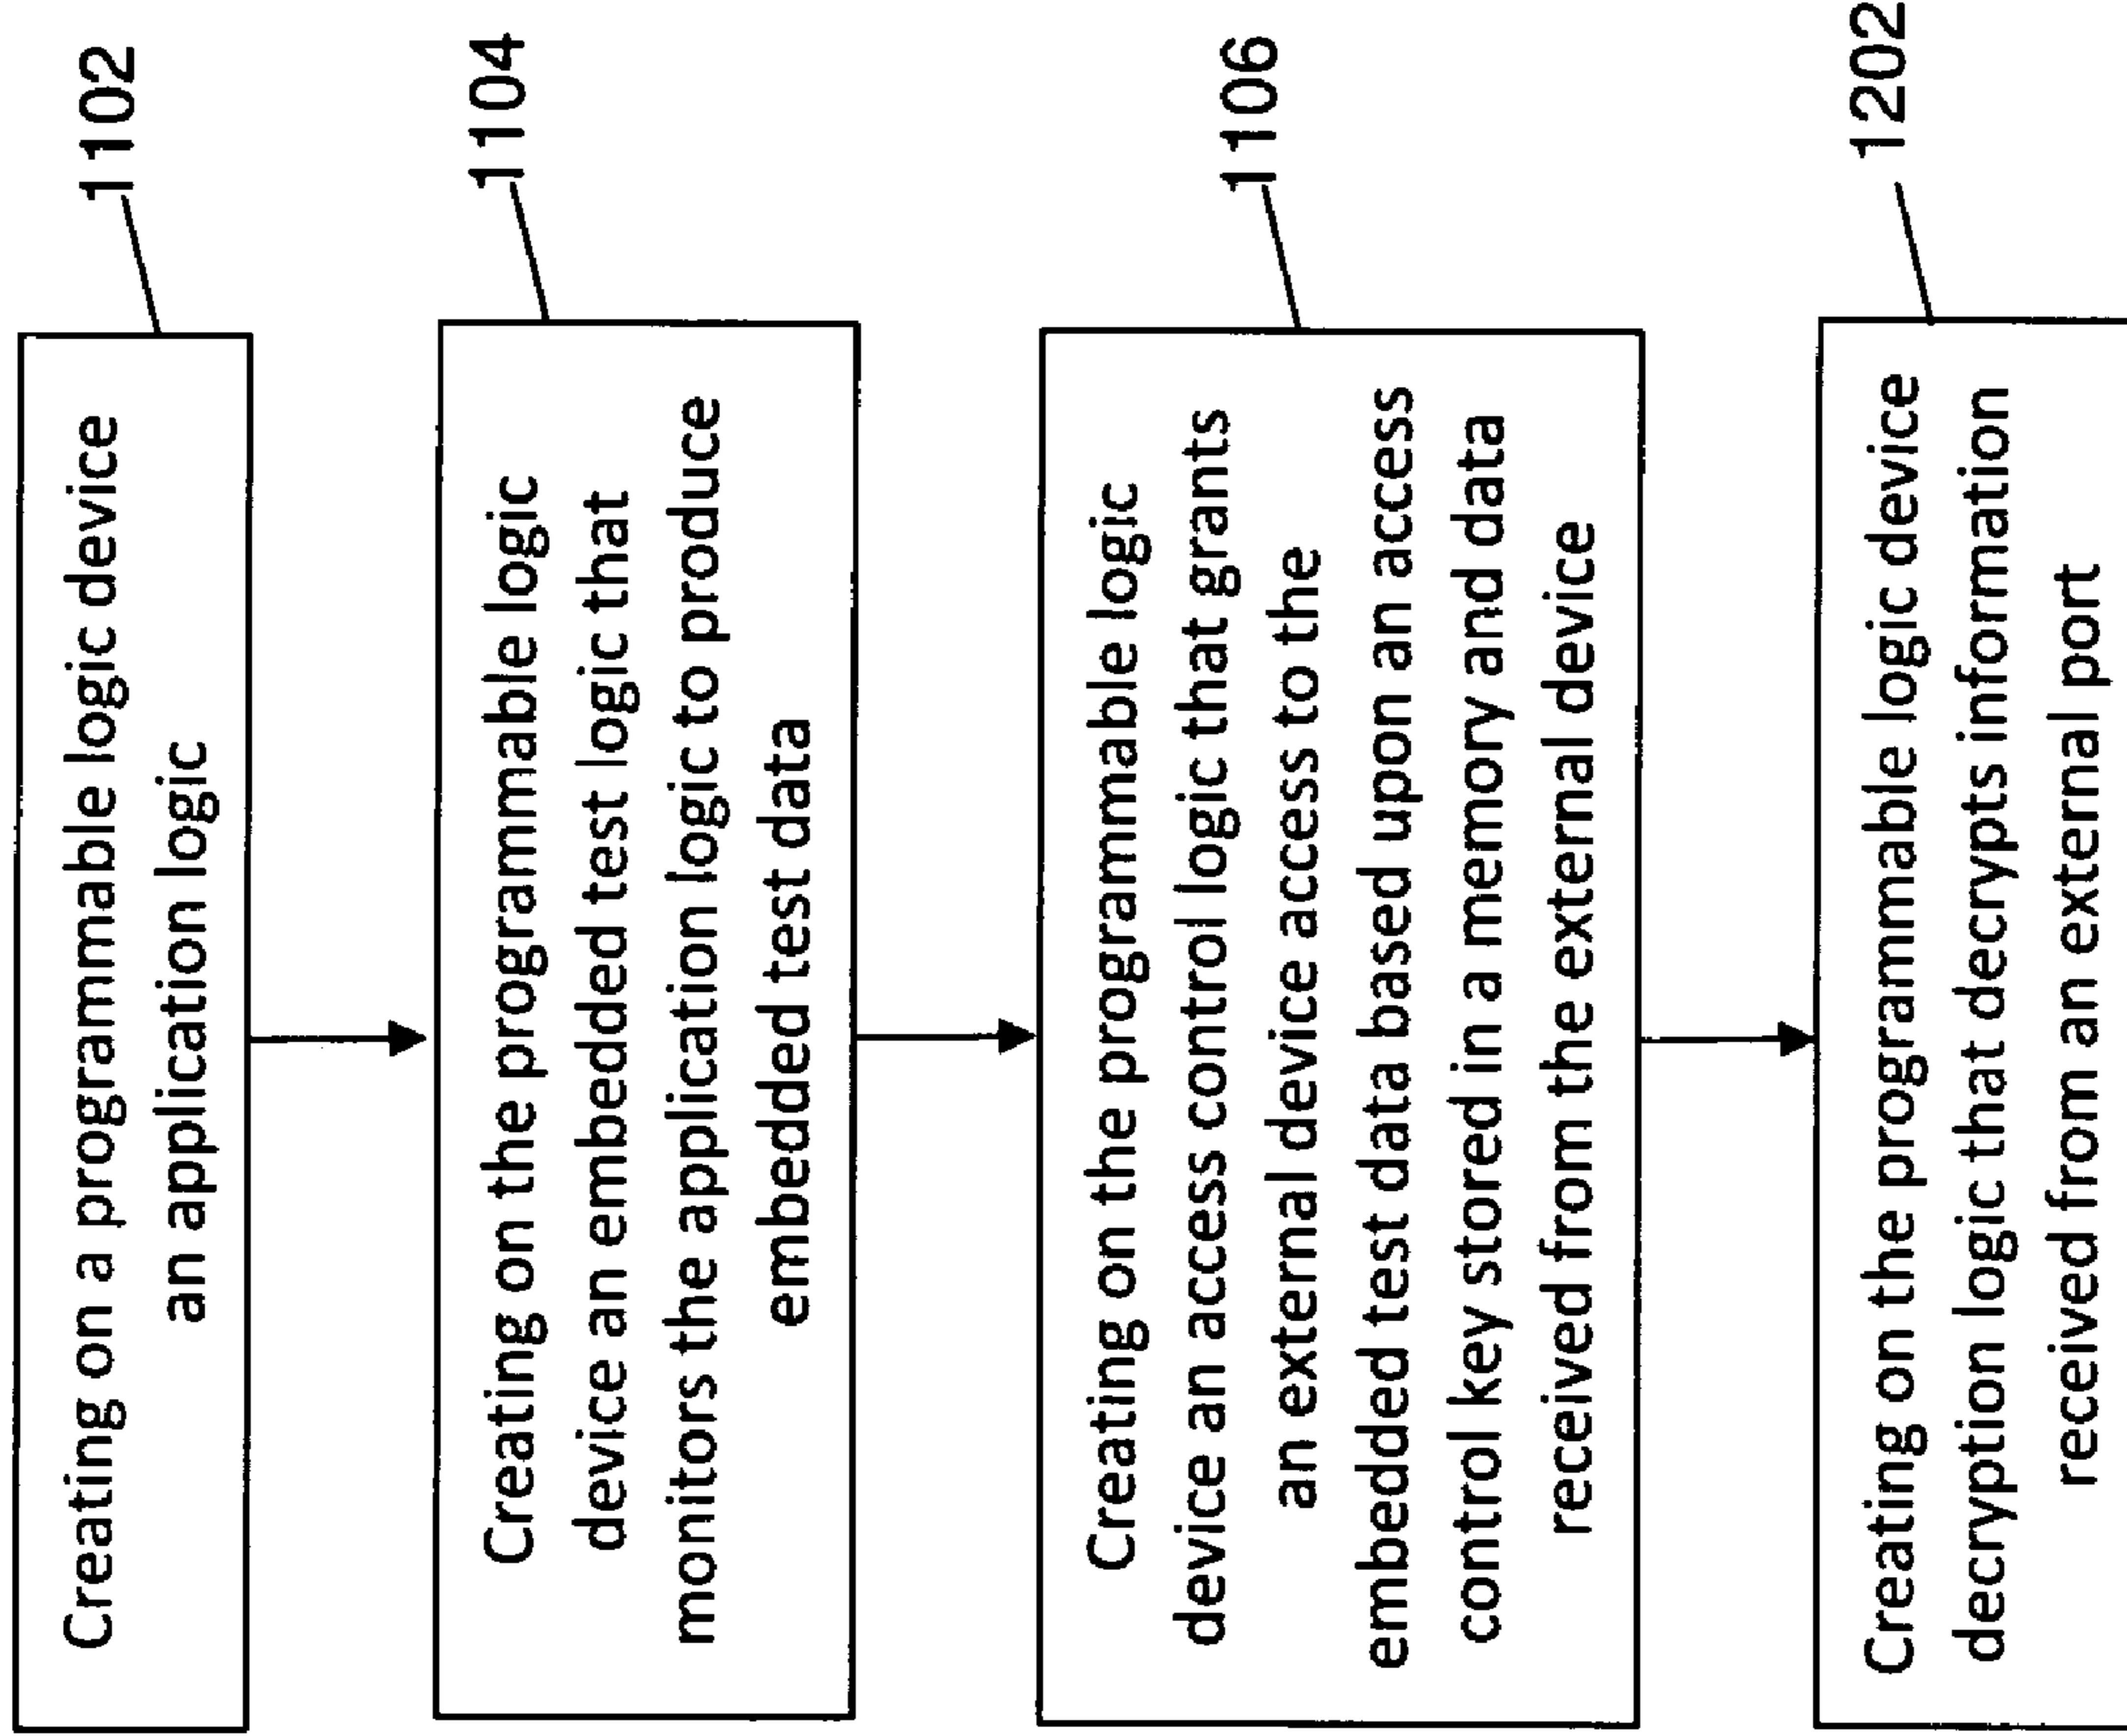 Creating on a programmable logic device
an application logic
1102
Creating on the programmable logic
device an embedded test logic that
monitors the application logic to produce
embedded test data
1104
Creating on the programmable logic
device an access control logic that grants
an external device access to the
embedded test data based upon an access
control key stored in a memory and data
received from the external device
1106
Creating on the programmable logic device
decryption logic that decrypts information
received from an external port
1202